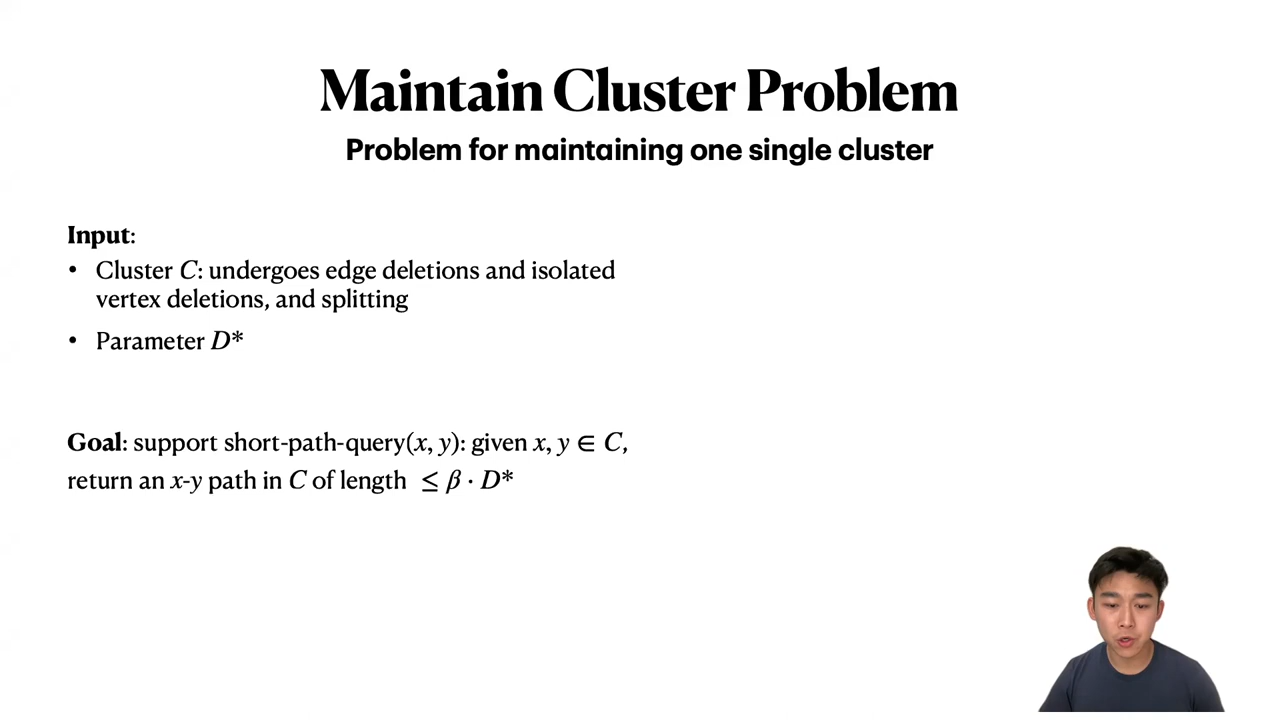 Maintain Cluster Problem
Problem for maintaining one single cluster
Input:
• Cluster C: undergoes edge deletions and isolated
vertex deletions, and splitting
• Parameter D*
Goal: support short-path-query(x, y): given x, y ∈ C,
return an x-y path in C of length ≤ β · D*